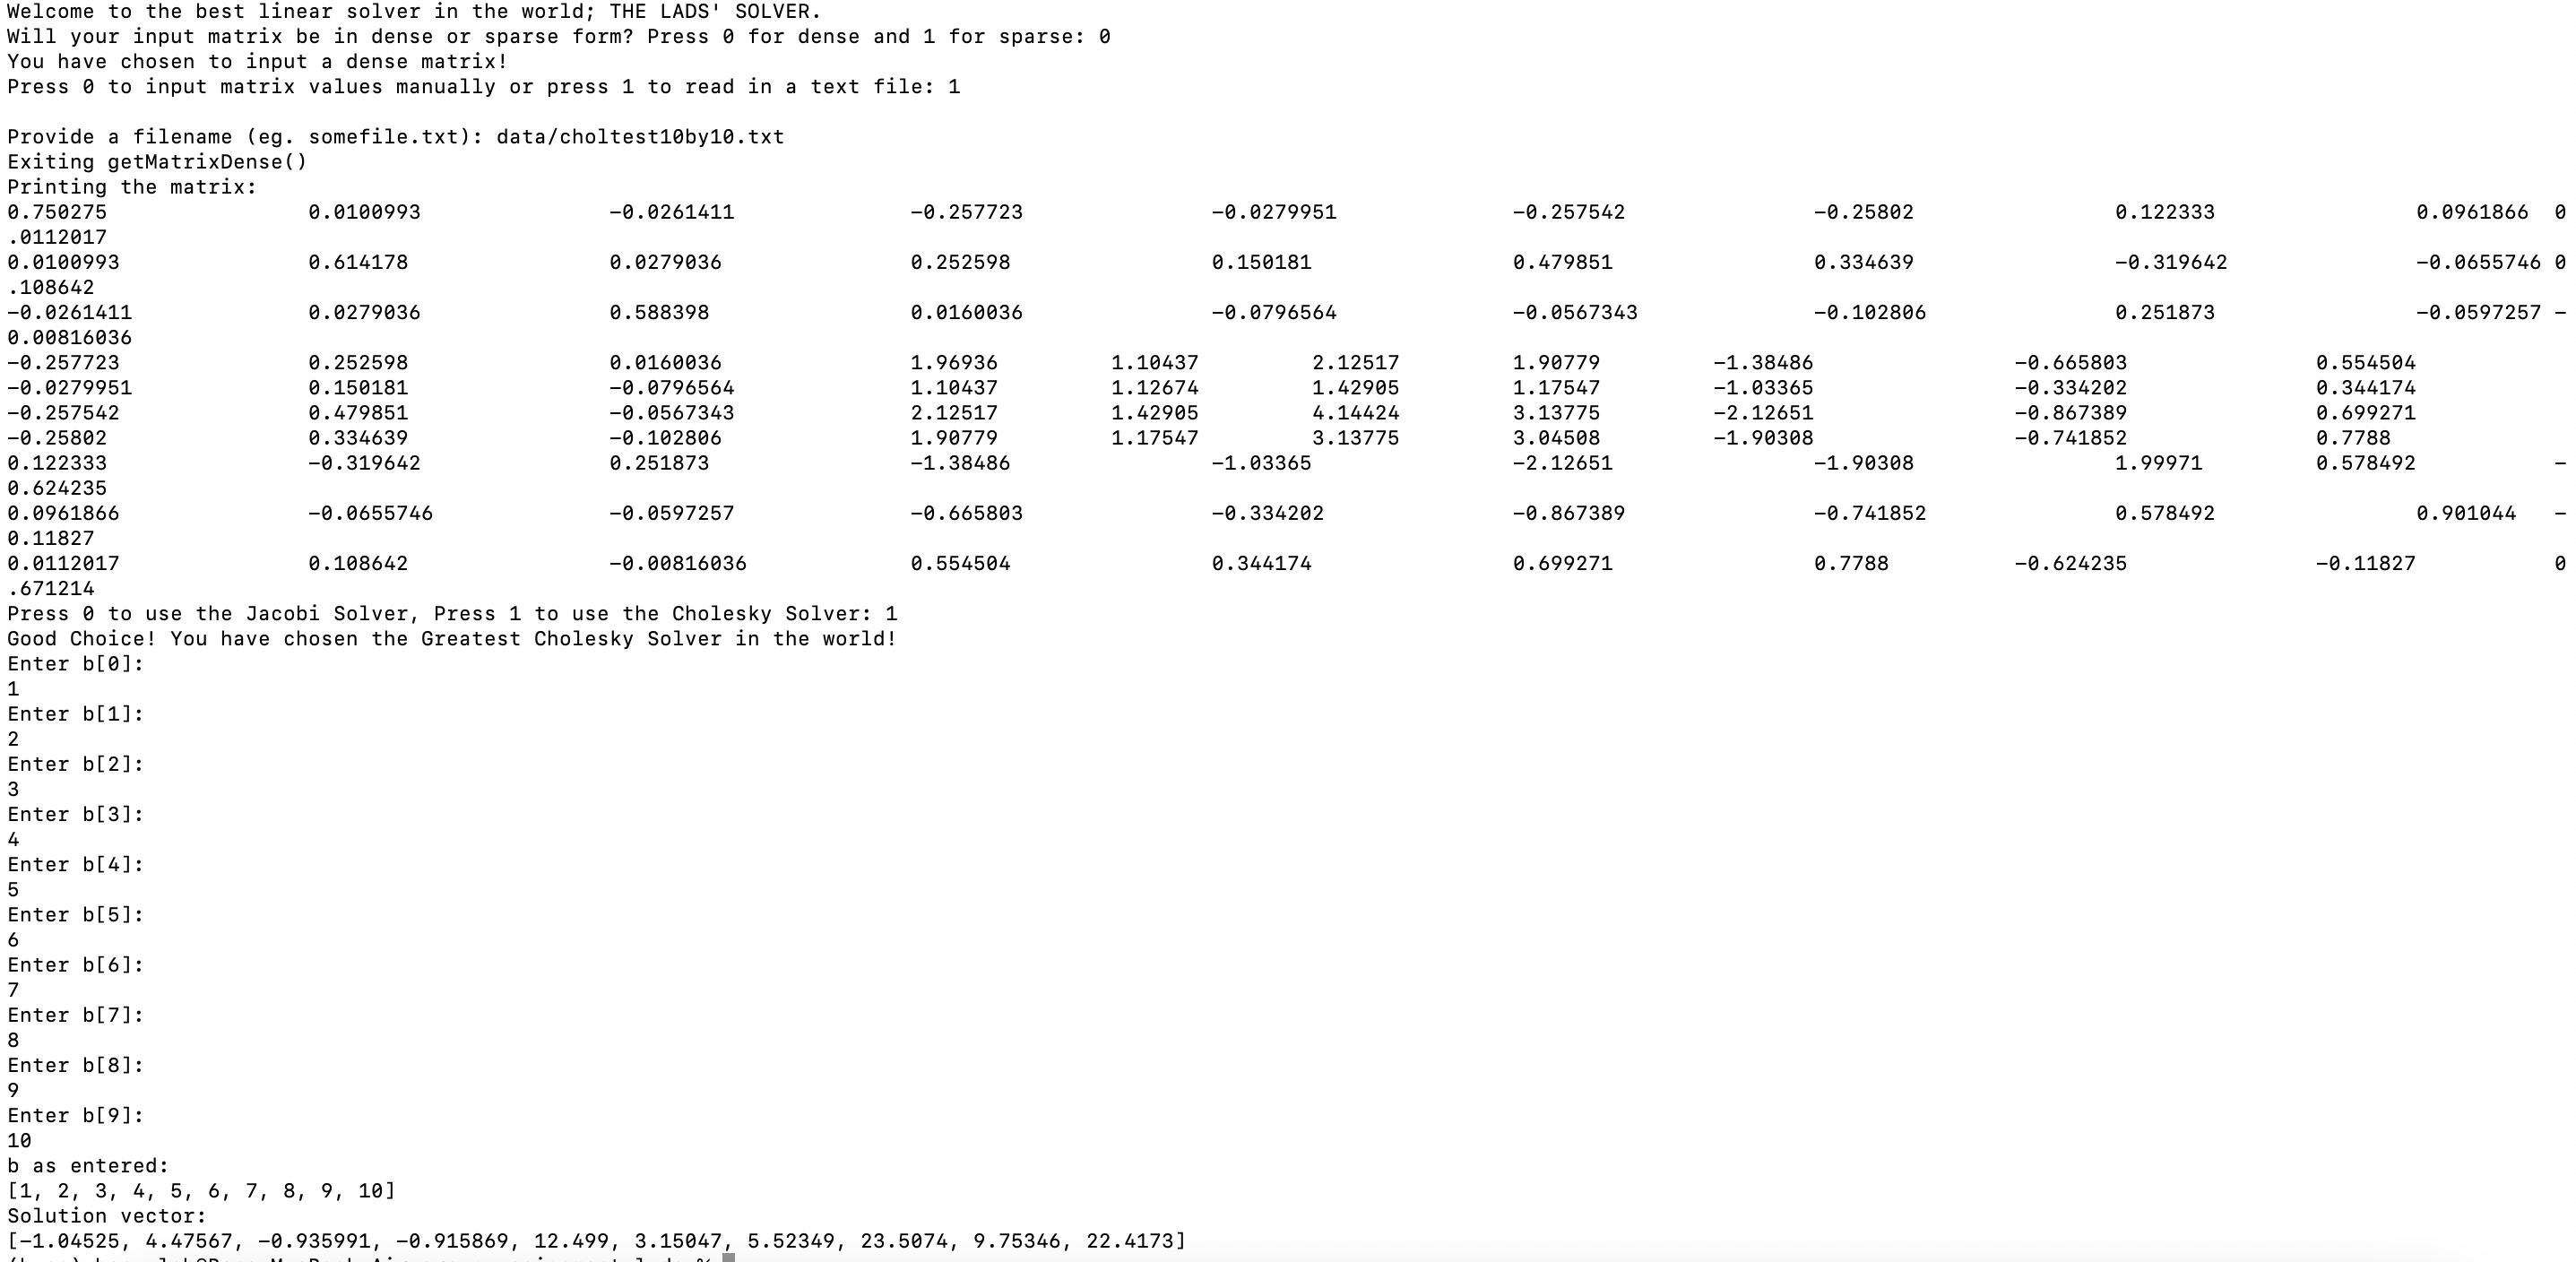 Welcome to the best linear solver in the world; THE LADS' SOLVER.
Will your input matrix be in dense or sparse form? Press 0 for dense and 1 for sparse: 0
You have chosen to input a dense matrix!
Press 0 to input matrix values manually or press 1 to read in a text file: 1
Provide a filename (eg. somefile.txt): data/choltest10by10.txt
Exiting getMatrixDense()
Printing the matrix:
0.750275 0.0100993 -0.0261411 -0.257723 -0.0279951 -0.257542 -0.25802 0.122333 0.0961866 0
.0112017
0.0100993 0.614178 0.0279036 0.252598 0.150181 0.479851 0.334639 -0.319642 -0.0655746 0
.108642
-0.0261411 0.0279036 0.588398 0.0160036 -0.0796564 -0.0567343 -0.102806 0.251873 -0.0597257 -
0.00816036
-0.257723 0.252598 0.0160036 1.96936 1.10437 2.12517 1.90779 -1.38486 -0.665803 0.554504
-0.0279951 0.150181 -0.0796564 1.10437 1.12674 1.42905 1.17547 -1.03365 -0.334202 0.344174
-0.257542 0.479851 -0.0567343 2.12517 1.42905 4.14424 3.13775 -2.12651 -0.867389 0.699271
-0.25802 0.334639 -0.102806 1.90779 1.17547 3.13775 3.04508 -1.90308 -0.741852 0.7788
0.122333 -0.319642 0.251873 -1.38486 -1.03365 -2.12651 -1.90308 1.99971 0.578492 -
0.624235
0.0961866 -0.0655746 -0.0597257 -0.665803 -0.334202 -0.867389 -0.741852 0.578492 0.901044 -
0.11827
0.0112017 0.108642 -0.00816036 0.554504 0.344174 0.699271 0.7788 -0.624235 -0.11827 0
.671214
Press 0 to use the Jacobi Solver, Press 1 to use the Cholesky Solver: 1
Good Choice! You have chosen the Greatest Cholesky Solver in the world!
Enter b[0]:
1
Enter b[1]:
2
Enter b[2]:
3
Enter b[3]:
4
Enter b[4]:
5
Enter b[5]:
6
Enter b[6]:
7
Enter b[7]:
8
Enter b[8]:
9
Enter b[9]:
10
b as entered:
[1, 2, 3, 4, 5, 6, 7, 8, 9, 10]
Solution vector:
[-1.04525, 4.47567, -0.935991, -0.915869, 12.499, 3.15047, 5.52349, 23.5074, 9.75346, 22.4173]